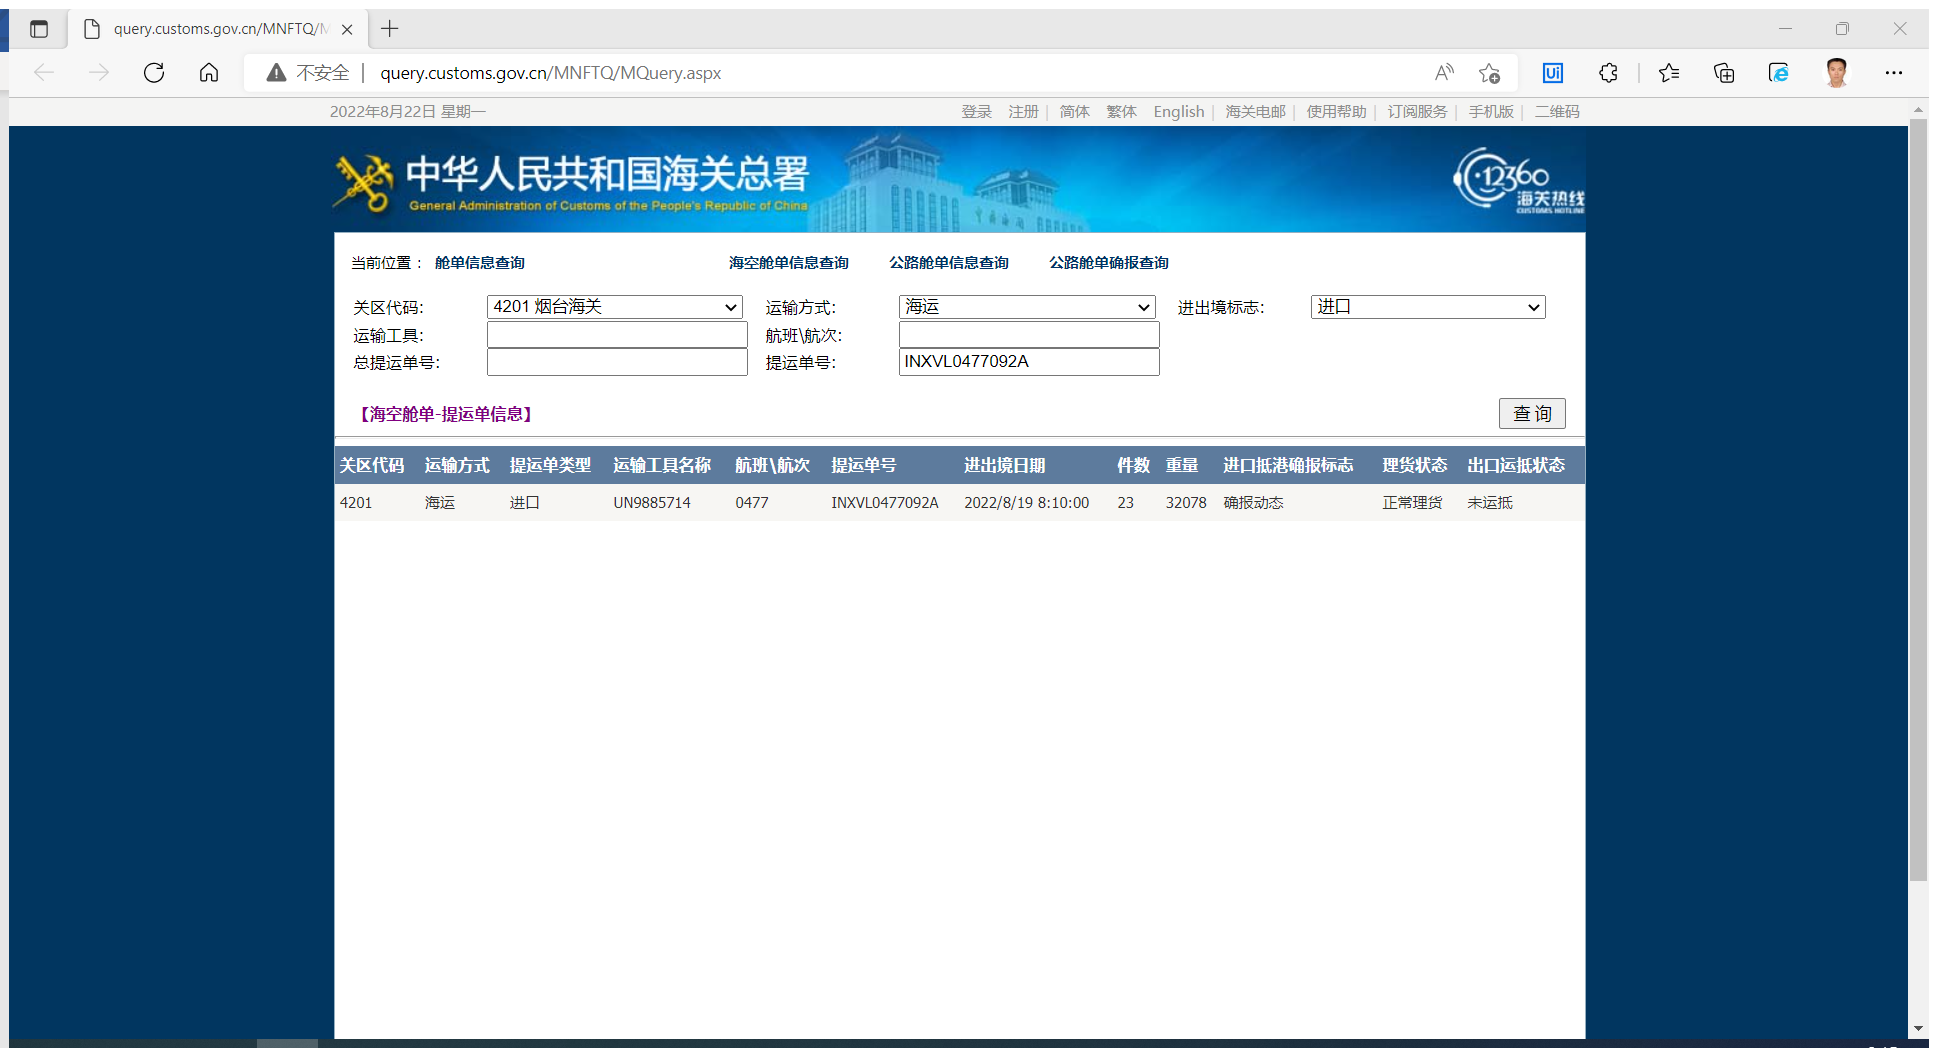 query.customs.gov.cn/MNFTQ/M
不安全 | query.customs.gov.cn/MNFTQ/MQuery.aspx
2022年8月22日 星期一 登录 注册 | 简体 繁体 English | 海关电邮 | 使用帮助 | 订阅服务 | 手机版 | 二维码
中华人民共和国海关总署
General Administration of Customs of the People's Republic of China
12360
海关热线
CUSTOMS HOTLINE
当前位置： 舱单信息查询 海空舱单信息查询 公路舱单信息查询 公路舱单确报查询
关区代码: 4201 烟台海关 运输方式: 海运 进出境标志: 进口
运输工具: 航班\航次:
总提运单号: 提运单号: INXVL0477092A
【海空舱单-提运单信息】 查 询
关区代码 运输方式 提运单类型 运输工具名称 航班\航次 提运单号 进出境日期 件数 重量 进口抵港确报标志 理货状态 出口运抵状态
4201 海运 进口 UN9885714 0477 INXVL0477092A 2022/8/19 8:10:00 23 32078 确报动态 正常理货 未运抵